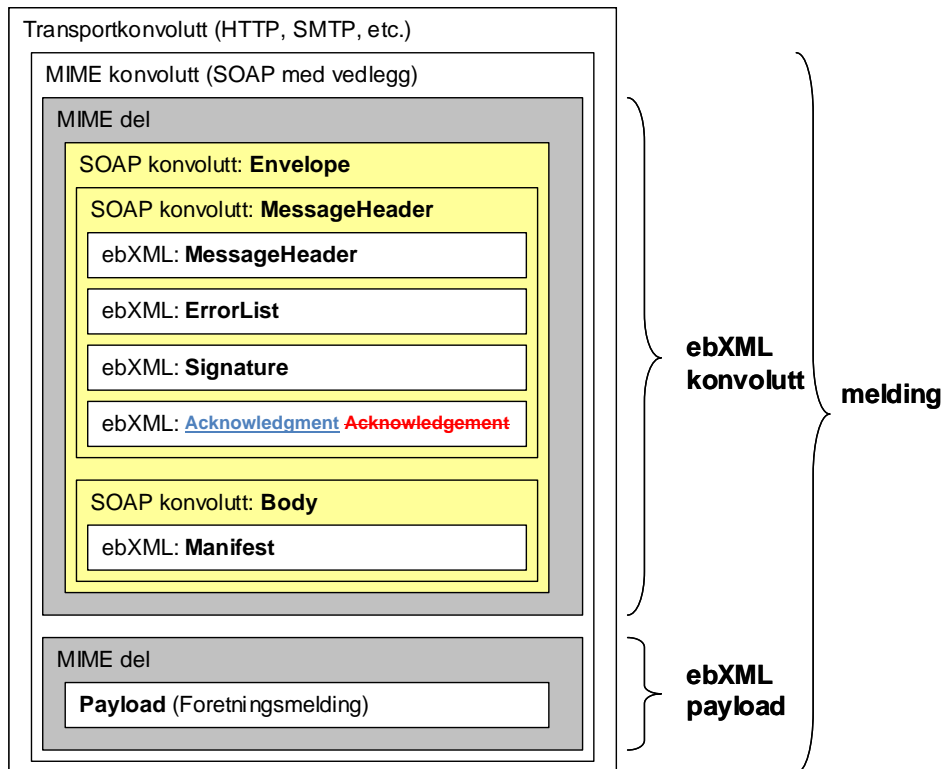 Transportkonvolutt (HTTP, SMTP, etc.)
MIME konvolutt (SOAP med vedlegg)
MIME del
SOAP konvolutt: Envelope
SOAP konvolutt: MessageHeader
ebXML: MessageHeader
ebXML: ErrorList
ebXML: Signature
ebXML: Acknowledgment Acknowledgement
SOAP konvolutt: Body
ebXML: Manifest
MIME del
Payload (Foretningsmelding)
ebXML
konvolutt
melding
ebXML
payload